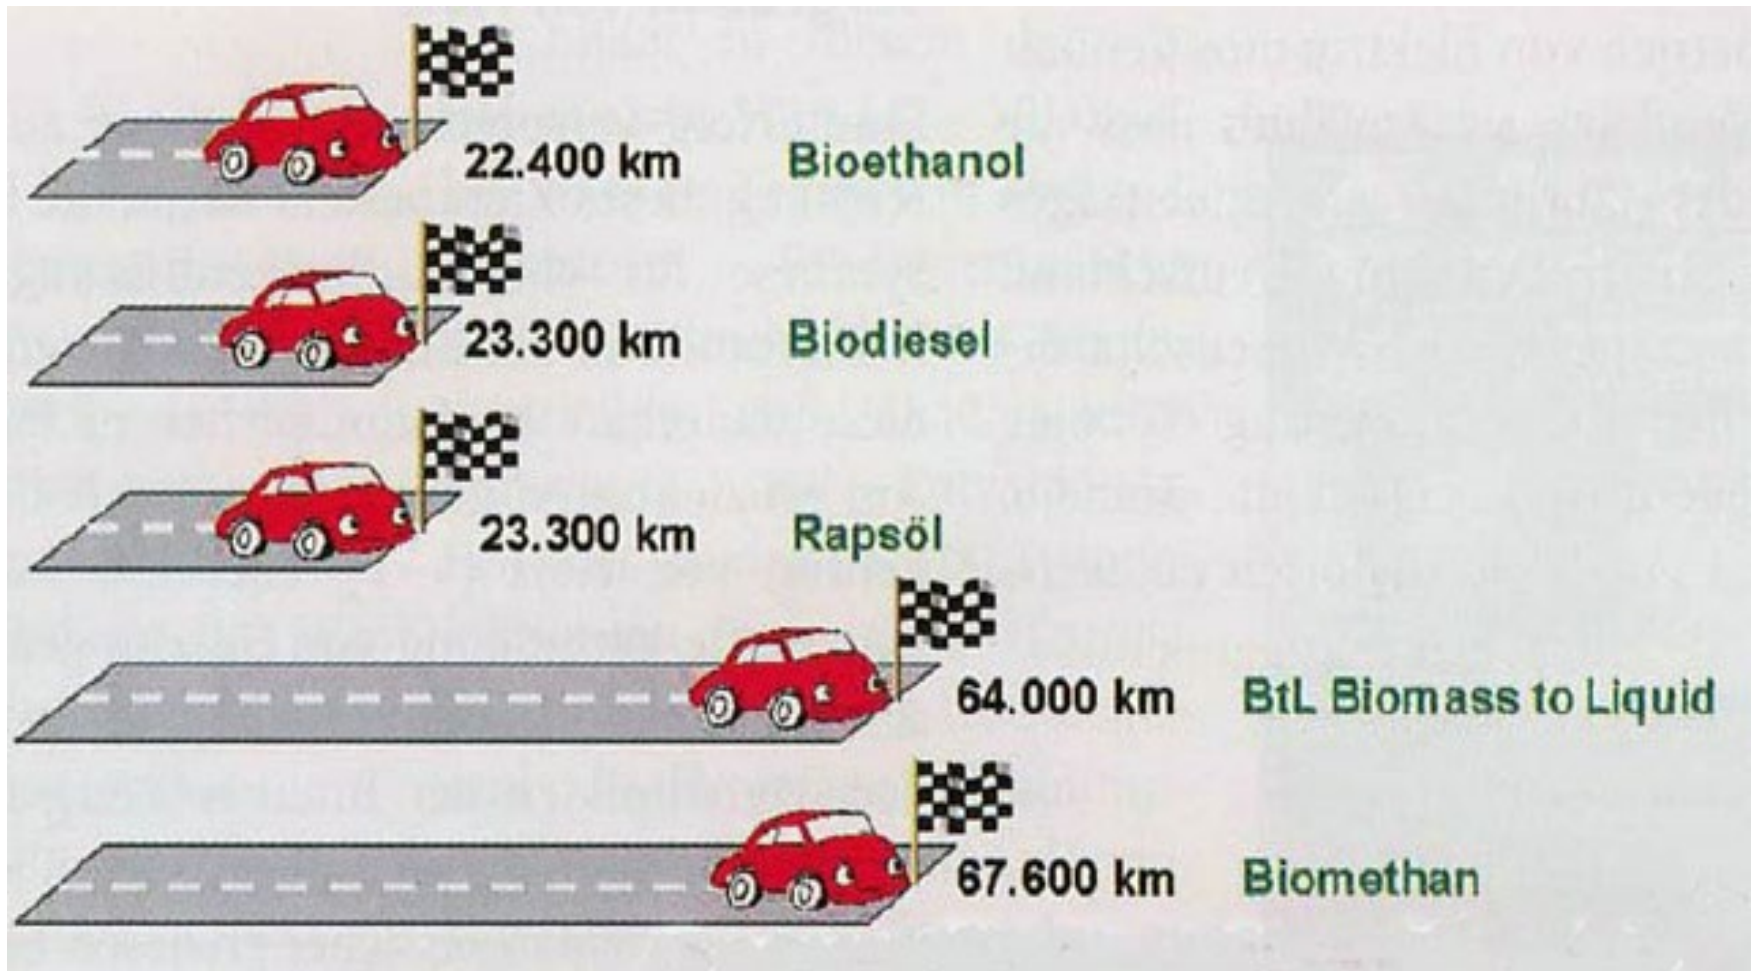 22.400 km Bioethanol
23.300 km Biodiesel
23.300 km Rapsöl
64.000 km BtL Biomass to Liquid
67.600 km Biomethan